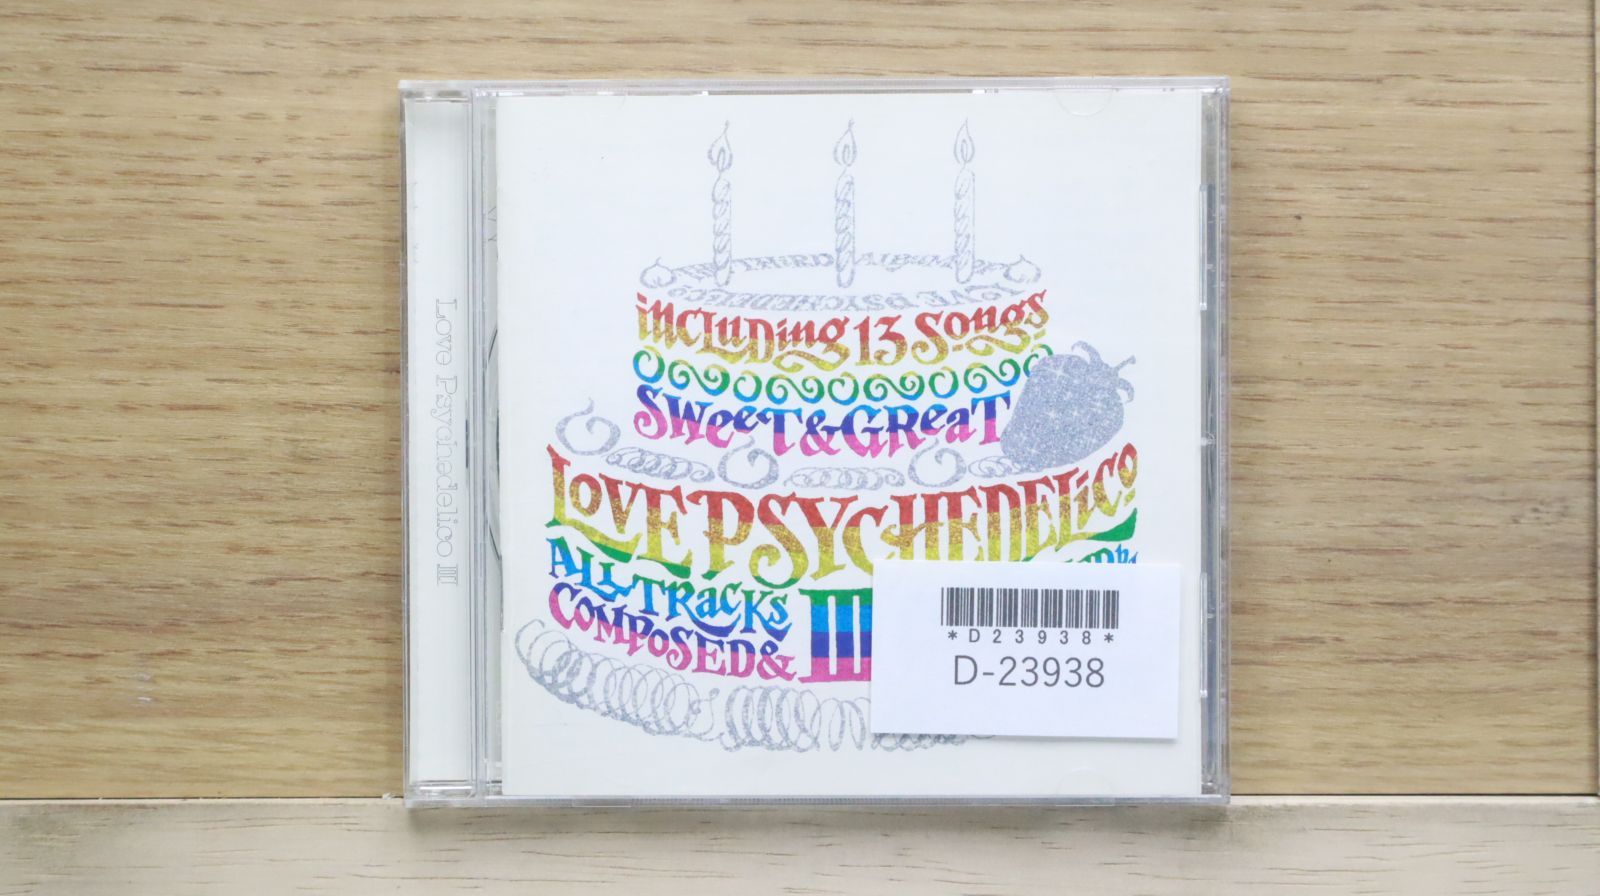 Love Psychedelico III
THE THIRD ALBUM OF
LOVE PSYCHEDELICO
iNCLuDing 13 SoNgS
SWeeT & GReaT
LoVE PSYCHEDELiCo
ALL TRacKs
COMPoSED &
III
*D23938*
D-23938